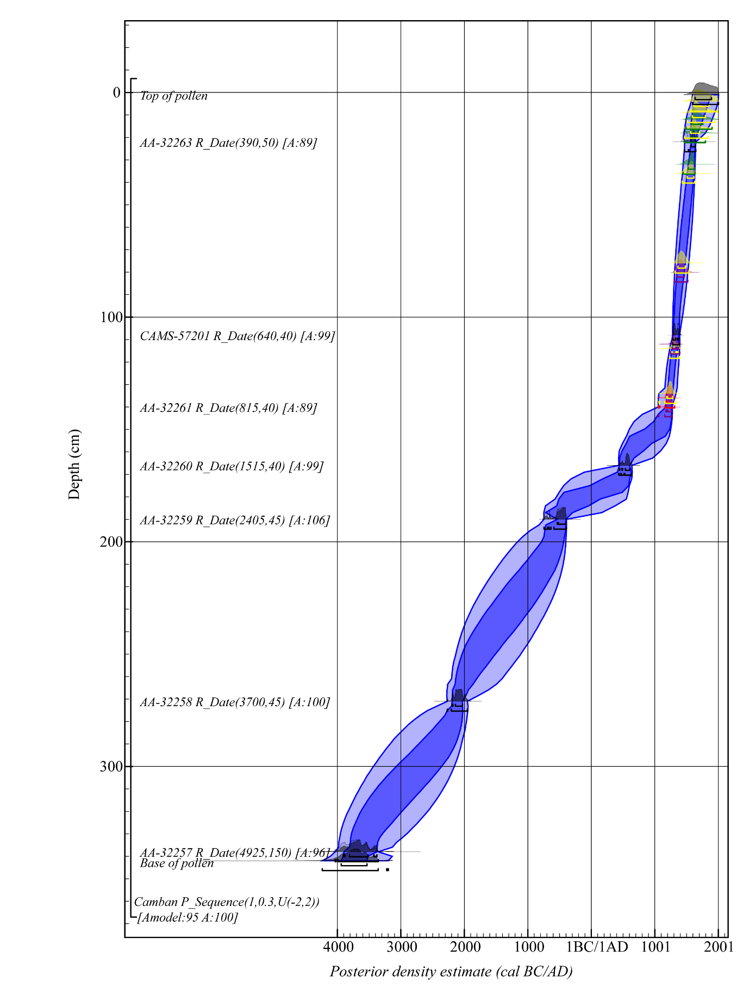 0
Top of pollen
AA-32263 R_Date(390,50) [A:89]
100
CAMS-57201 R_Date(640,40) [A:99]
AA-32261 R_Date(815,40) [A:89]
Depth (cm)
AA-32260 R_Date(1515,40) [A:99]
AA-32259 R_Date(2405,45) [A:106]
200
AA-32258 R_Date(3700,45) [A:100]
300
AA-32257 R_Date(4925,150) [A:96]
Base of pollen
Camban P_Sequence(1,0.3,U(-2,2))
[Amodel:95 A:100]
4000 3000 2000 1000 1BC/1AD 1001 2001
Posterior density estimate (cal BC/AD)